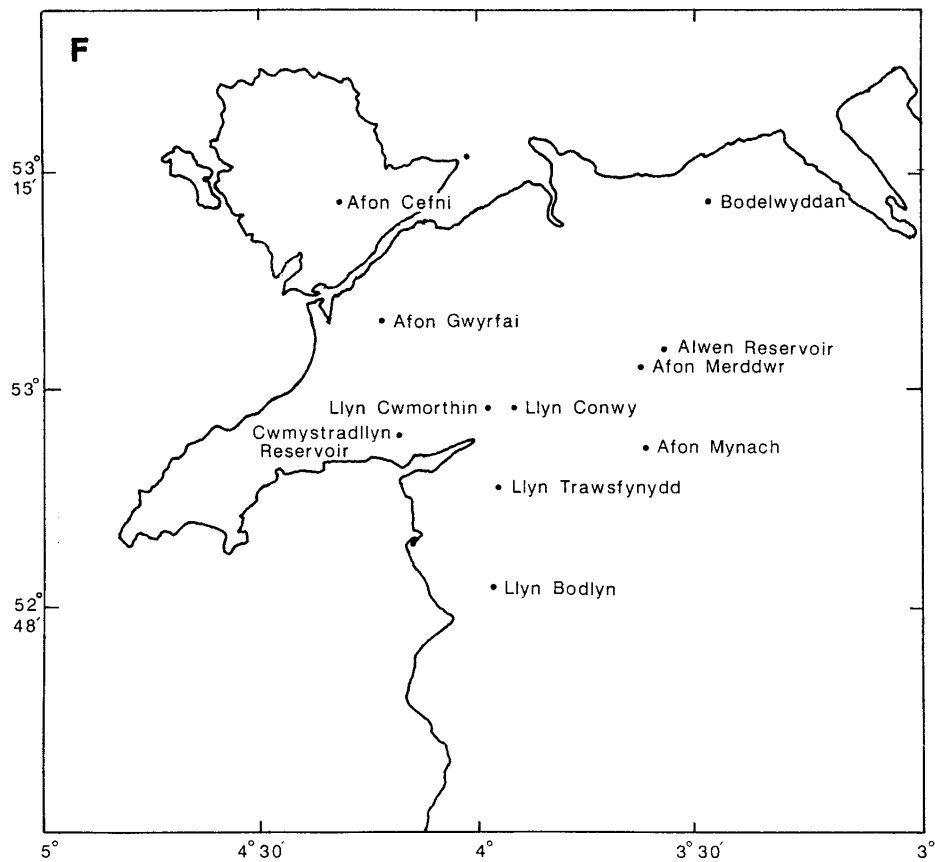 F
53°
15′
Afon Cefni
Bodelwyddan
Afon Gwyrfai
Alwen Reservoir
Afon Merddwr
53°
Llyn Cwmorthin
Llyn Conwy
Cwmystradllyn
Reservoir
Afon Mynach
Llyn Trawsfynydd
Llyn Bodlyn
52°
48′
5°
4° 30′
4°
3° 30′
3°